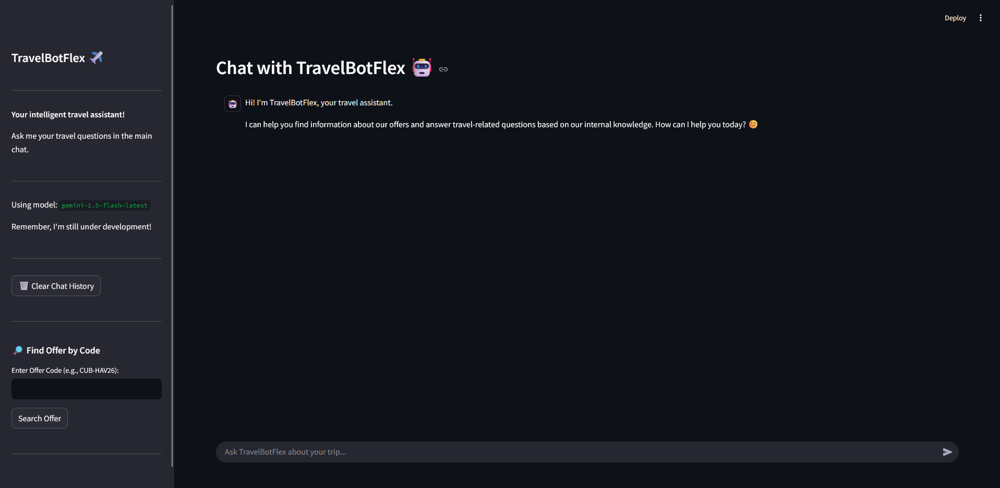 TravelBotFlex
Your intelligent travel assistant!
Ask me your travel questions in the main
chat.
Using model: gemini-1.5-flash-latest
Remember, I'm still under development!
Clear Chat History
Find Offer by Code
Enter Offer Code (e.g., CUB-HAV26):
Search Offer
Deploy
Chat with TravelBotFlex
Hi! I'm TravelBotFlex, your travel assistant.
I can help you find information about our offers and answer travel-related questions based on our internal knowledge. How can I help you today? 😊
Ask TravelBotFlex about your trip...